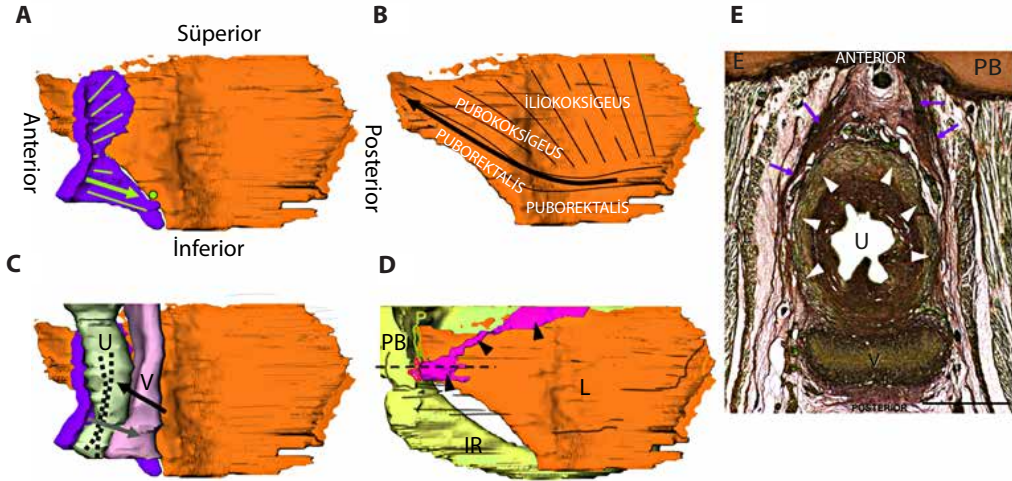 A
Süperior
Anterior
Posterior
İnferior
B
İLİOKOKSİGEUS
PUBOKOKSİGEUS
PUBOREKTALİS
PUBOREKTALİS
C
U
V
D
P
PB
L
IR
E
E
ANTERIOR
PB
U
V
POSTERIOR